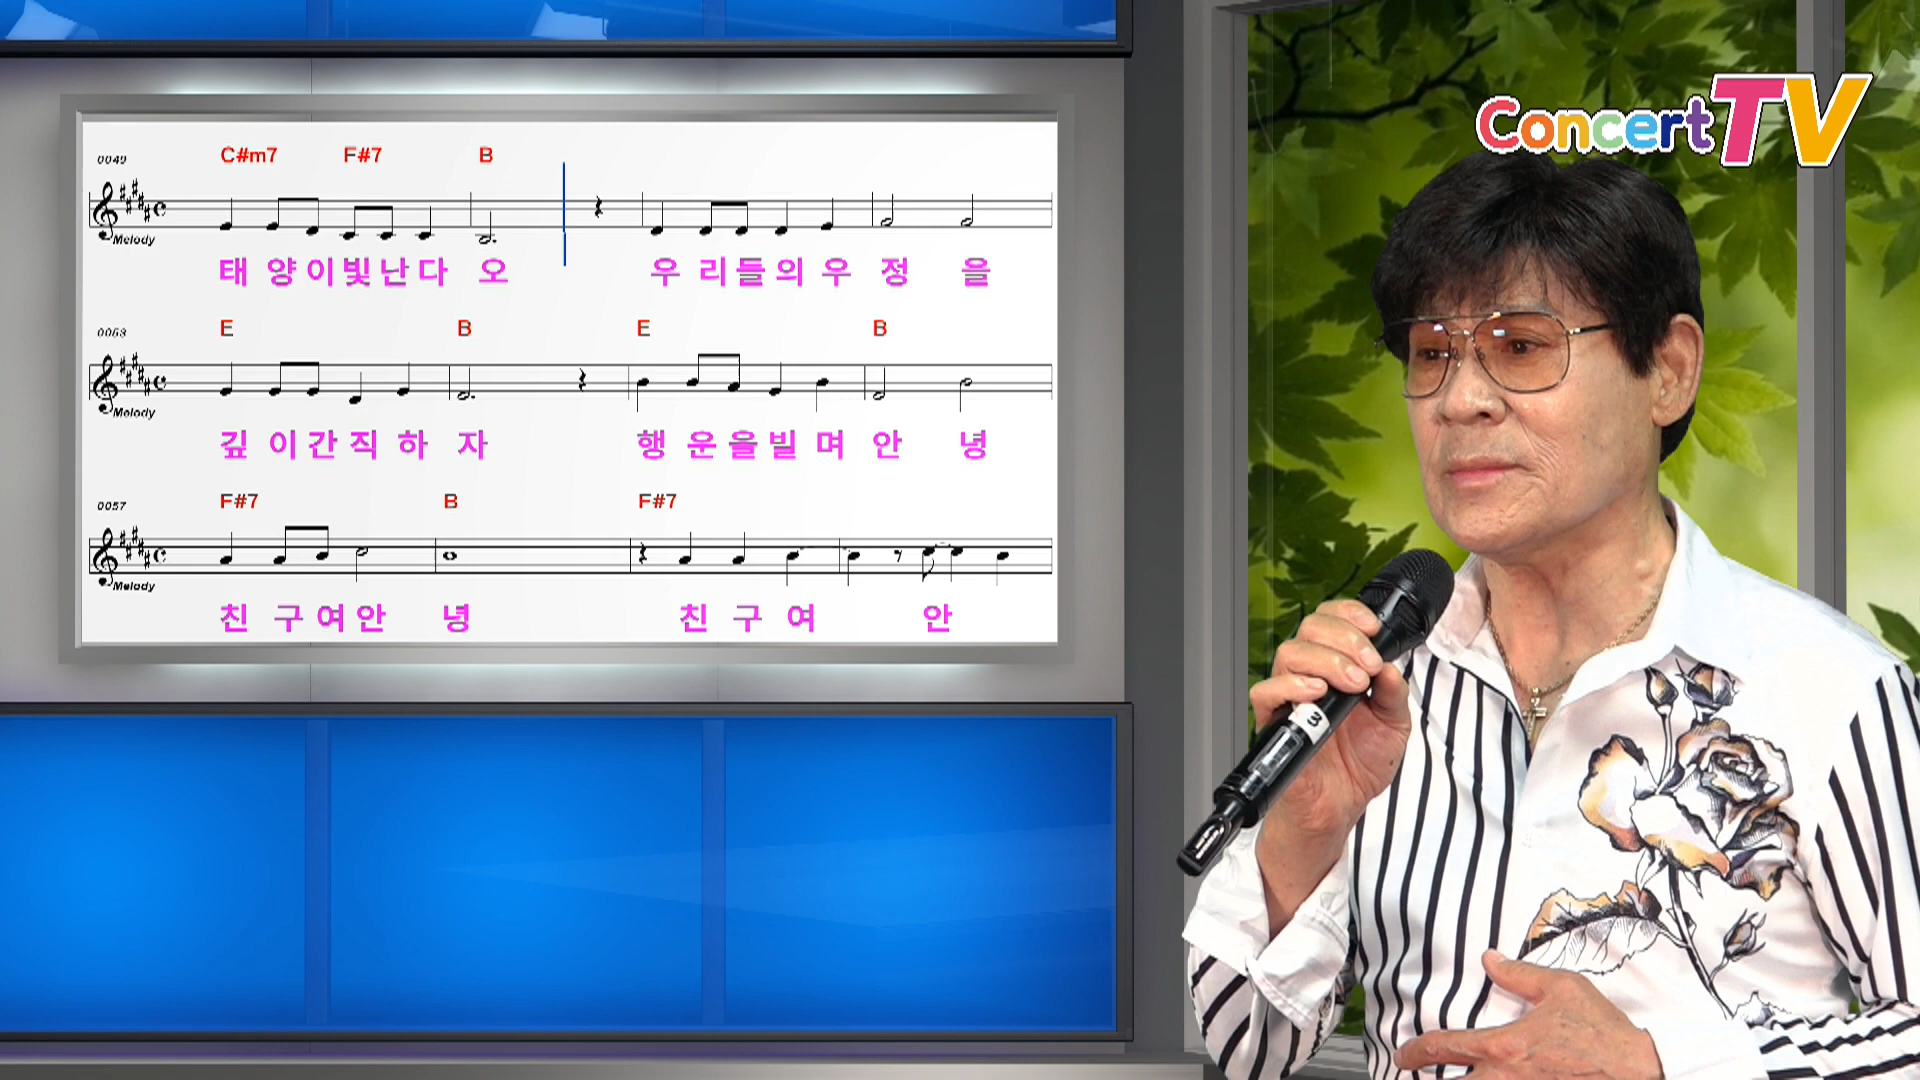 Concert TV
0049
C#m7 F#7 B
Melody
태 양이빛난다 오 우 리들의 우 정 을
0053
E B E B
Melody
깊 이간 직 하 자 행 운을빌 며 안 녕
0057
F#7 B F#7
Melody
친 구 여 안 녕 친 구 여 안
3